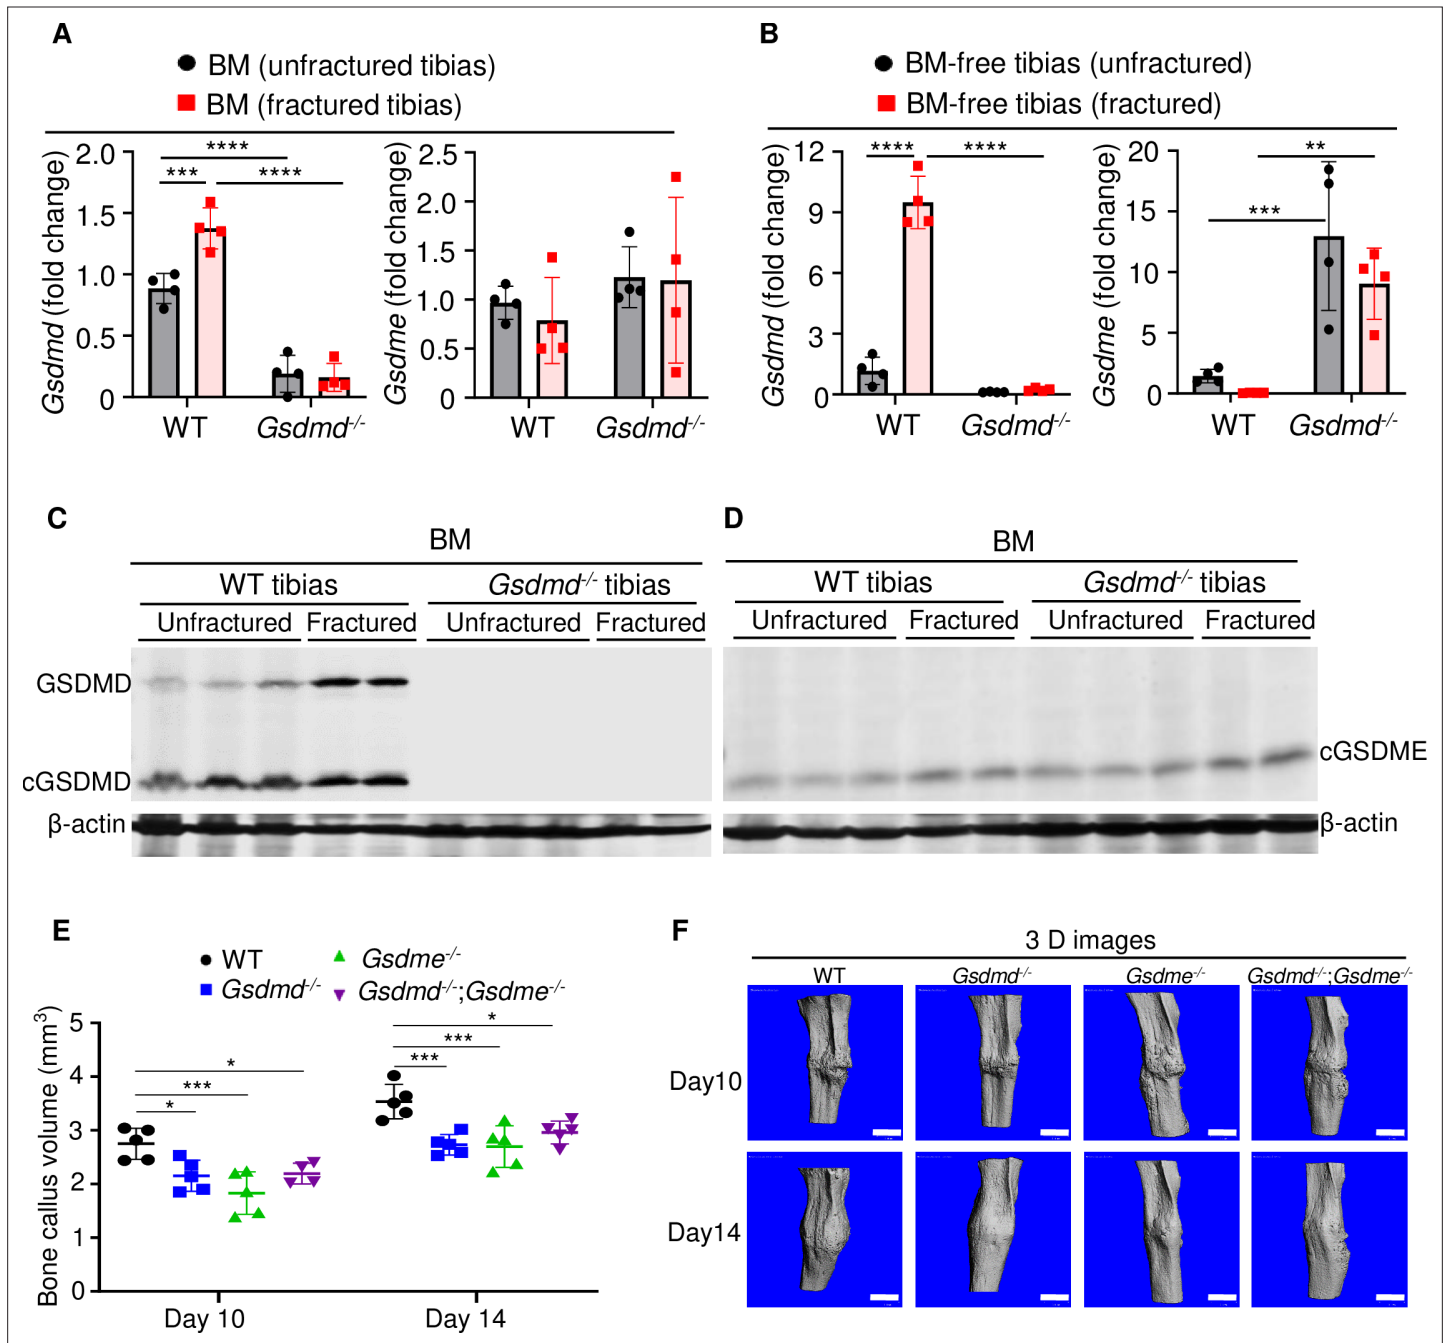 A
BM (unfractured tibias)
BM (fractured tibias)
Gsdmd (fold change)
2.0
1.5
1.0
0.5
0
****
***
****
WT
Gsdmd-/-
Gsdme (fold change)
2.5
2.0
1.5
1.0
0.5
0
WT
Gsdmd-/-
B
BM-free tibias (unfractured)
BM-free tibias (fractured)
Gsdmd (fold change)
12
9
6
3
0
****
****
WT
Gsdmd-/-
Gsdme (fold change)
20
15
10
5
0
**
***
WT
Gsdmd-/-
C
BM
WT tibias
Gsdmd-/- tibias
Unfractured
Fractured
Unfractured
Fractured
GSDMD
cGSDMD
β-actin
D
BM
WT tibias
Gsdmd-/- tibias
Unfractured
Fractured
Unfractured
Fractured
cGSDME
β-actin
E
WT
Gsdmd-/-
Gsdme-/-
Gsdmd-/-;Gsdme-/-
Bone callus volume (mm3)
5
4
3
2
1
0
*
***
*
*
***
***
Day 10
Day 14
F
3 D images
WT
Gsdmd-/-
Gsdme-/-
Gsdmd-/-;Gsdme-/-
Day10
Day14